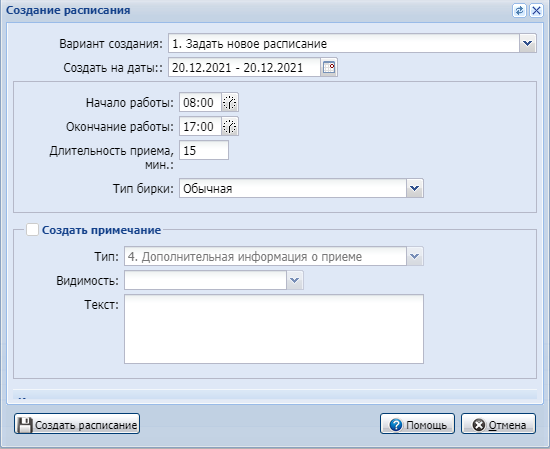 Создание расписания
Вариант создания: 1. Задать новое расписание
Создать на даты:: 20.12.2021 - 20.12.2021
Начало работы: 08:00
Окончание работы: 17:00
Длительность приема, 15
мин.:
Тип бирки: Обычная
Создать примечание
Тип: 4. Дополнительная информация о приеме
Видимость:
Текст:
Создать расписание Помощь Отмена